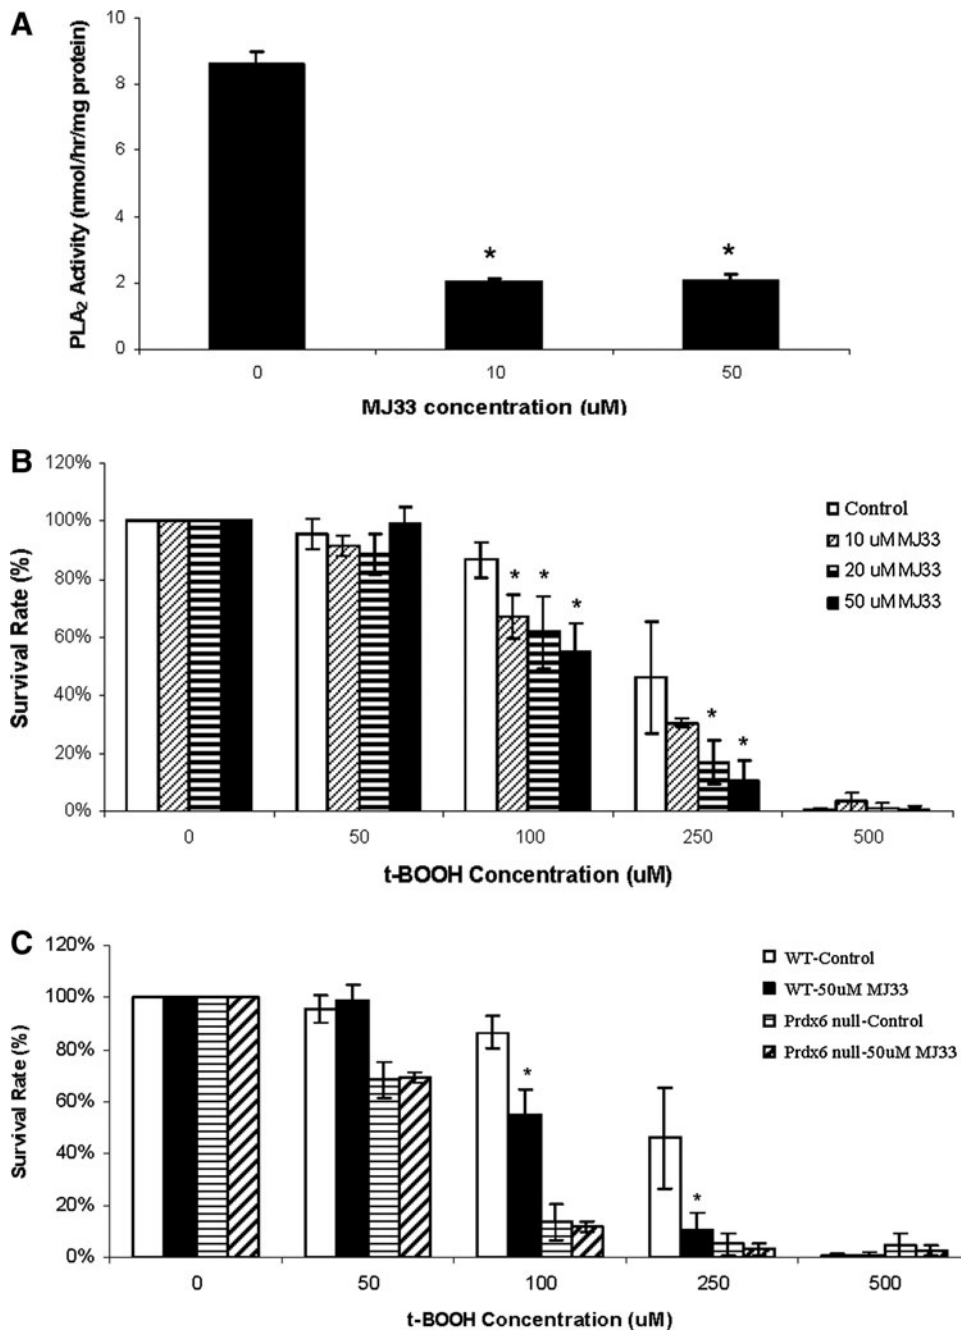 A
PLA2 Activity (nmol/hr/mg protein)
10
8
6
4
2
0
* *
0 10 50
MJ33 concentration (uM)
B
Survival Rate (%)
120%
100%
80%
60%
40%
20%
0%
Control
10 uM MJ33
20 uM MJ33
50 uM MJ33
* * *
* *
0 50 100 250 500
t-BOOH Concentration (uM)
C
Survival Rate (%)
120%
100%
80%
60%
40%
20%
0%
WT-Control
WT-50uM MJ33
Prdx6 null-Control
Prdx6 null-50uM MJ33
*
*
0 50 100 250 500
t-BOOH Concentration (uM)